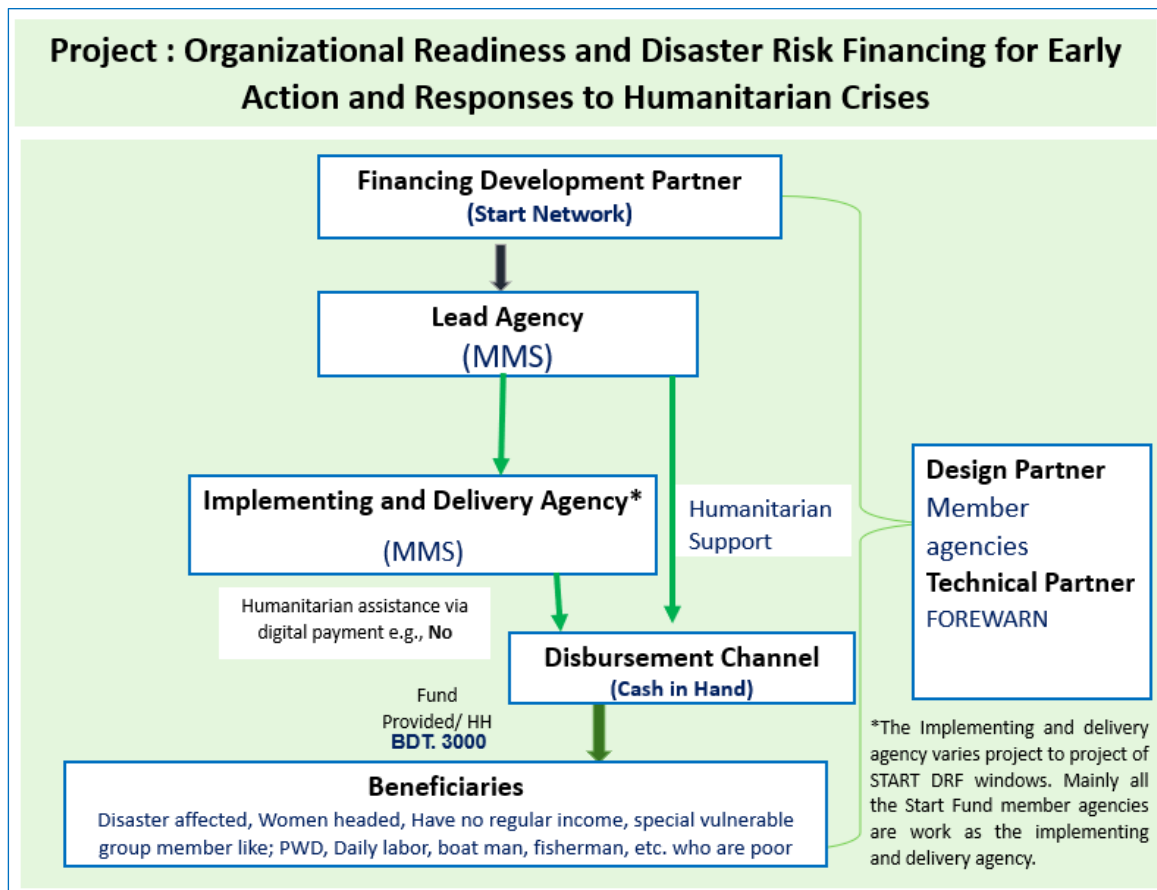 Project : Organizational Readiness and Disaster Risk Financing for Early
Action and Responses to Humanitarian Crises
Financing Development Partner
(Start Network)
Lead Agency
(MMS)
Implementing and Delivery Agency*
(MMS)
Humanitarian
Support
Humanitarian assistance via
digital payment e.g., No
Disbursement Channel
(Cash in Hand)
Fund
Provided/ HH
BDT. 3000
Beneficiaries
Disaster affected, Women headed, Have no regular income, special vulnerable
group member like; PWD, Daily labor, boat man, fisherman, etc. who are poor
Design Partner
Member
agencies
Technical Partner
FOREWARN
*The Implementing and delivery
agency varies project to project of
START DRF windows. Mainly all
the Start Fund member agencies
are work as the implementing
and delivery agency.